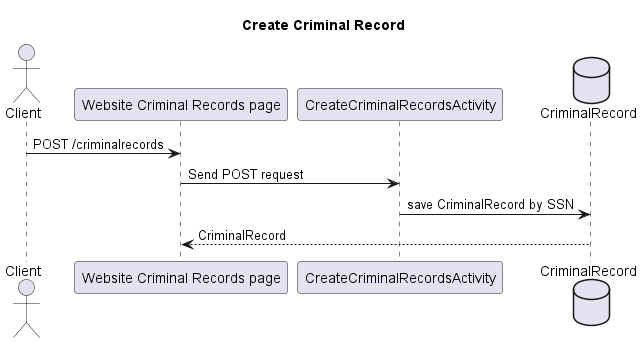 Create Criminal Record
Client
Website Criminal Records page
CreateCriminalRecordsActivity
CriminalRecord
POST /criminalrecords
Send POST request
save CriminalRecord by SSN
CriminalRecord
Client
Website Criminal Records page
CreateCriminalRecordsActivity
CriminalRecord